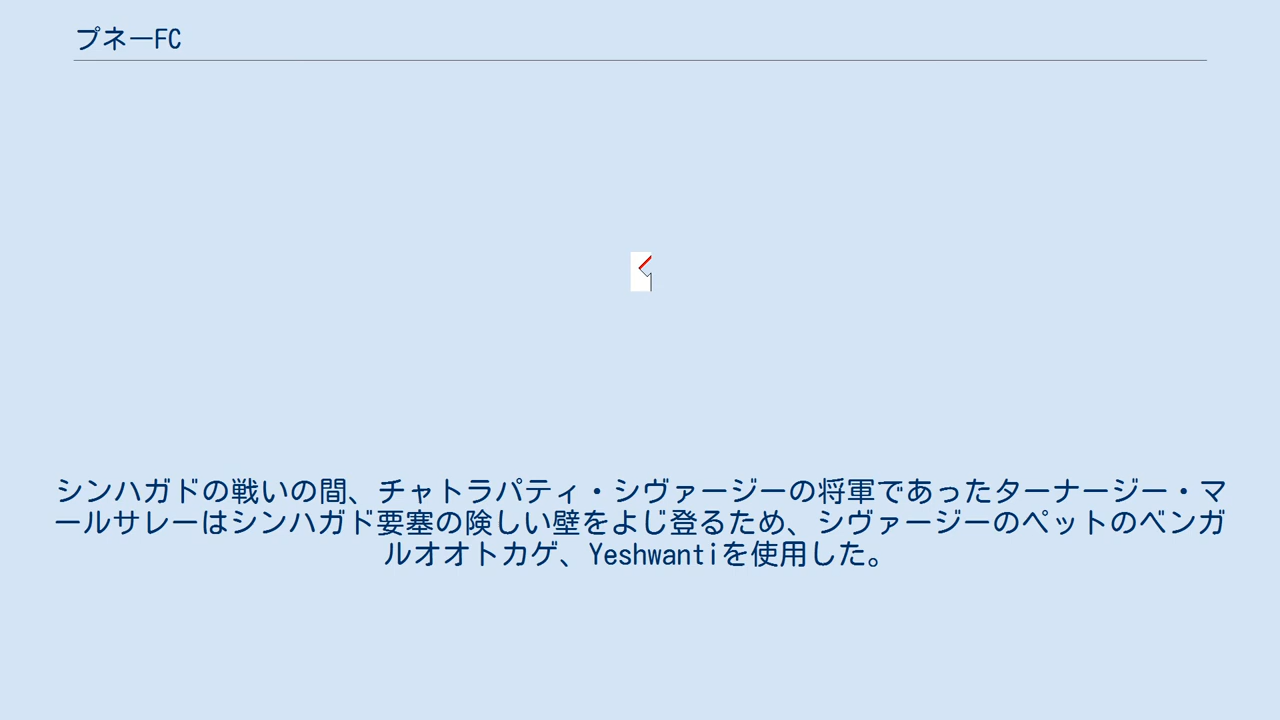 プネーFC
シンハガドの戦いの間、チャトラパティ・シヴァージーの将軍であったターナージー・マ
ールサレーはシンハガド要塞の険しい壁をよじ登るため、シヴァージーのペットのベンガ
ルオオトカゲ、Yeshwantiを使用した。